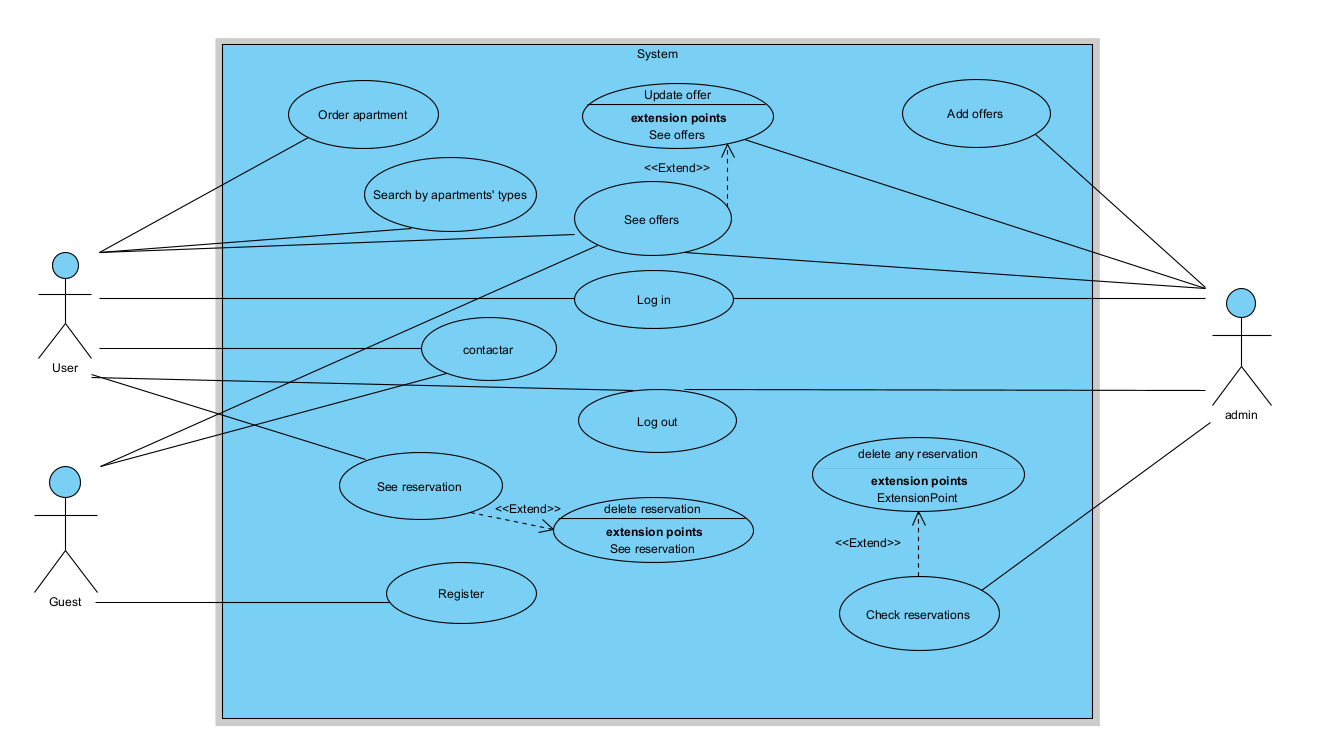 System
Order apartment
Update offer
extension points
See offers
Add offers
<<Extend>>
Search by apartments' types
See offers
Log in
contactar
User
Log out
admin
delete any reservation
extension points
ExtensionPoint
See reservation
<<Extend>>
delete reservation
extension points
See reservation
<<Extend>>
Register
Guest
Check reservations